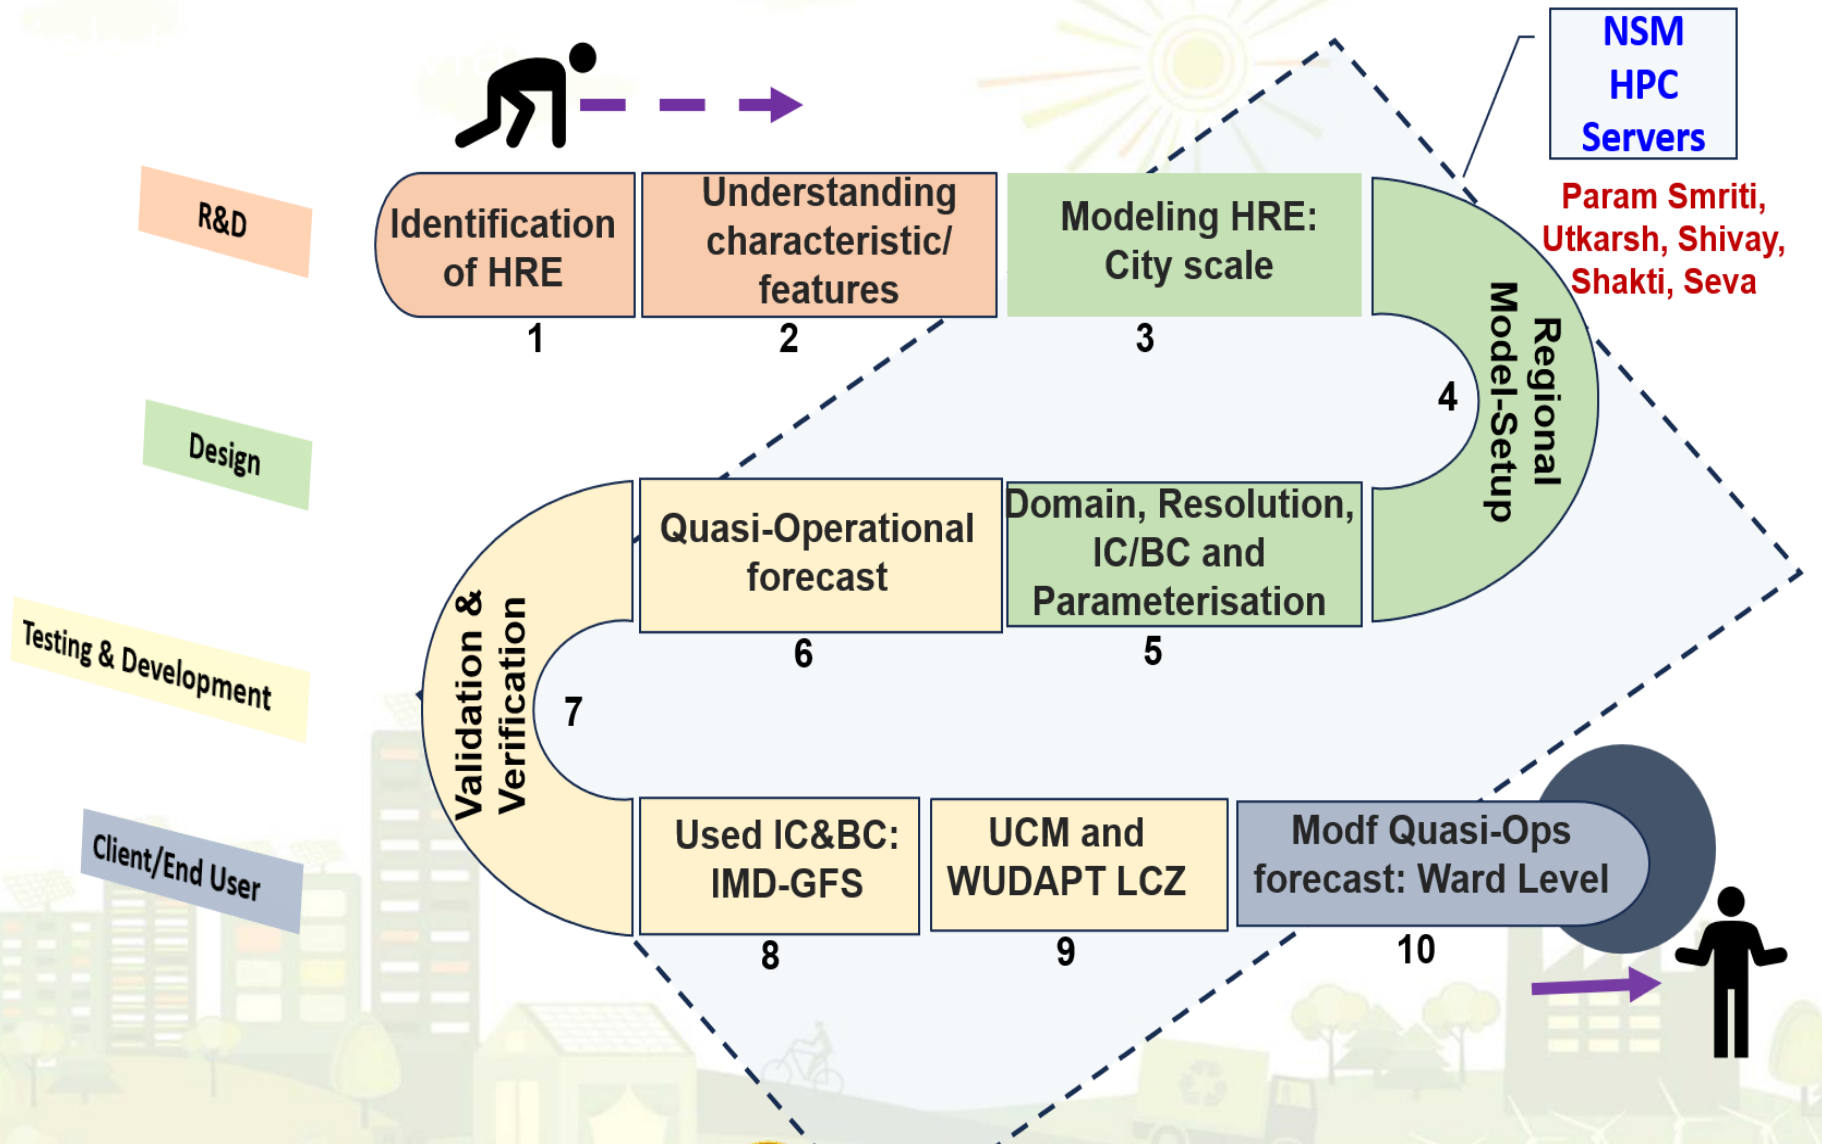 NSM
HPC
Servers
Param Smriti,
Utkarsh, Shivay,
Shakti, Seva
R&D
Identification
of HRE
1
Understanding
characteristic/
features
2
Modeling HRE:
City scale
3
Regional
Model-Setup
4
Design
Domain, Resolution,
IC/BC and
Parameterisation
5
Quasi-Operational
forecast
6
Testing & Development
Validation &
Verification
7
Client/End User
Used IC&BC:
IMD-GFS
8
UCM and
WUDAPT LCZ
9
Modf Quasi-Ops
forecast: Ward Level
10